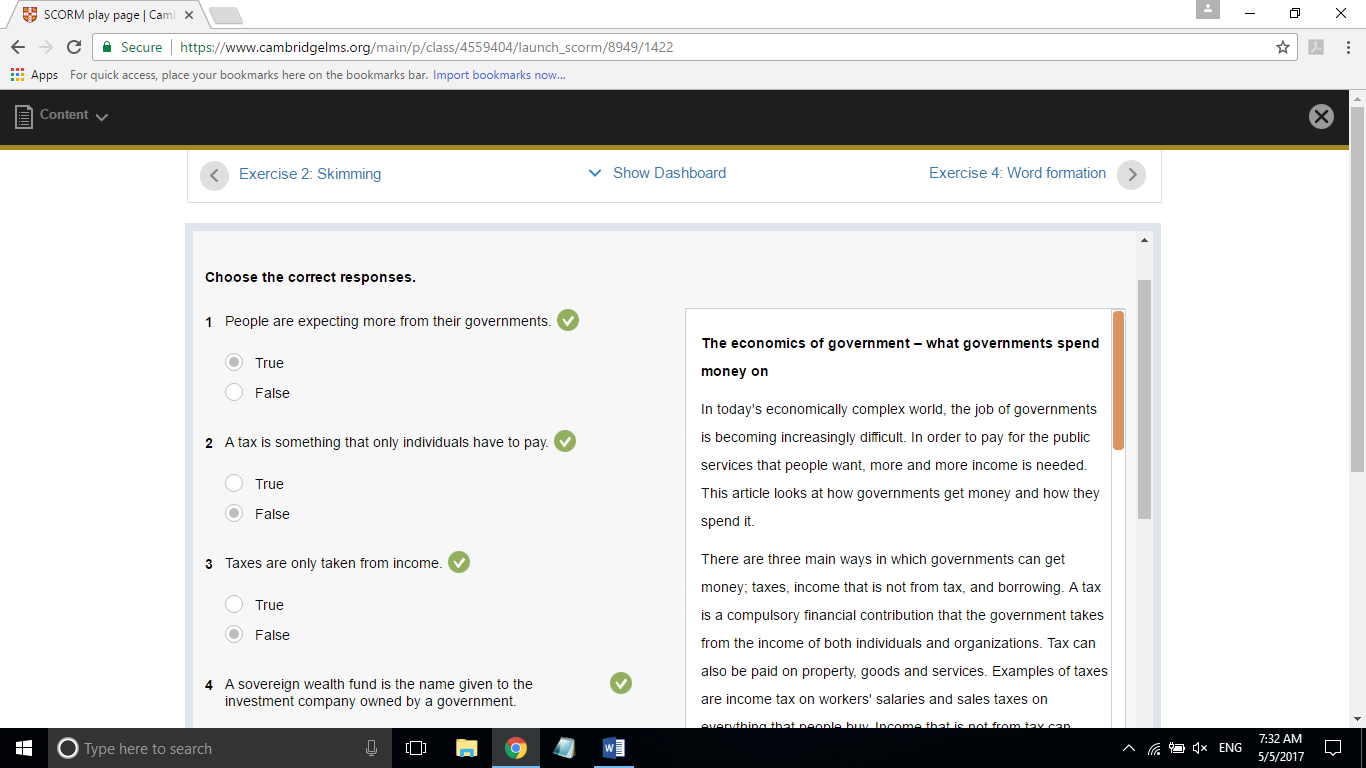 SCORM play page | Cam
Secure
https://www.cambridgelms.org/main/p/class/4559404/launch_scorm/8949/1422
Apps
For quick access, place your bookmarks here on the bookmarks bar. Import bookmarks now...
Content
Exercise 2: Skimming
Show Dashboard
Exercise 4: Word formation
Choose the correct responses.
1 People are expecting more from their governments.
True
False
2 A tax is something that only individuals have to pay.
True
False
3 Taxes are only taken from income.
True
False
4 A sovereign wealth fund is the name given to the
investment company owned by a government.
The economics of government – what governments spend
money on
In today's economically complex world, the job of governments
is becoming increasingly difficult. In order to pay for the public
services that people want, more and more income is needed.
This article looks at how governments get money and how they
spend it.
There are three main ways in which governments can get
money; taxes, income that is not from tax, and borrowing. A tax
is a compulsory financial contribution that the government takes
from the income of both individuals and organizations. Tax can
also be paid on property, goods and services. Examples of taxes
are income tax on workers' salaries and sales taxes on
everything that people buy. Income that is not from tax can
Type here to search
ENG
7:32 AM
5/5/2017